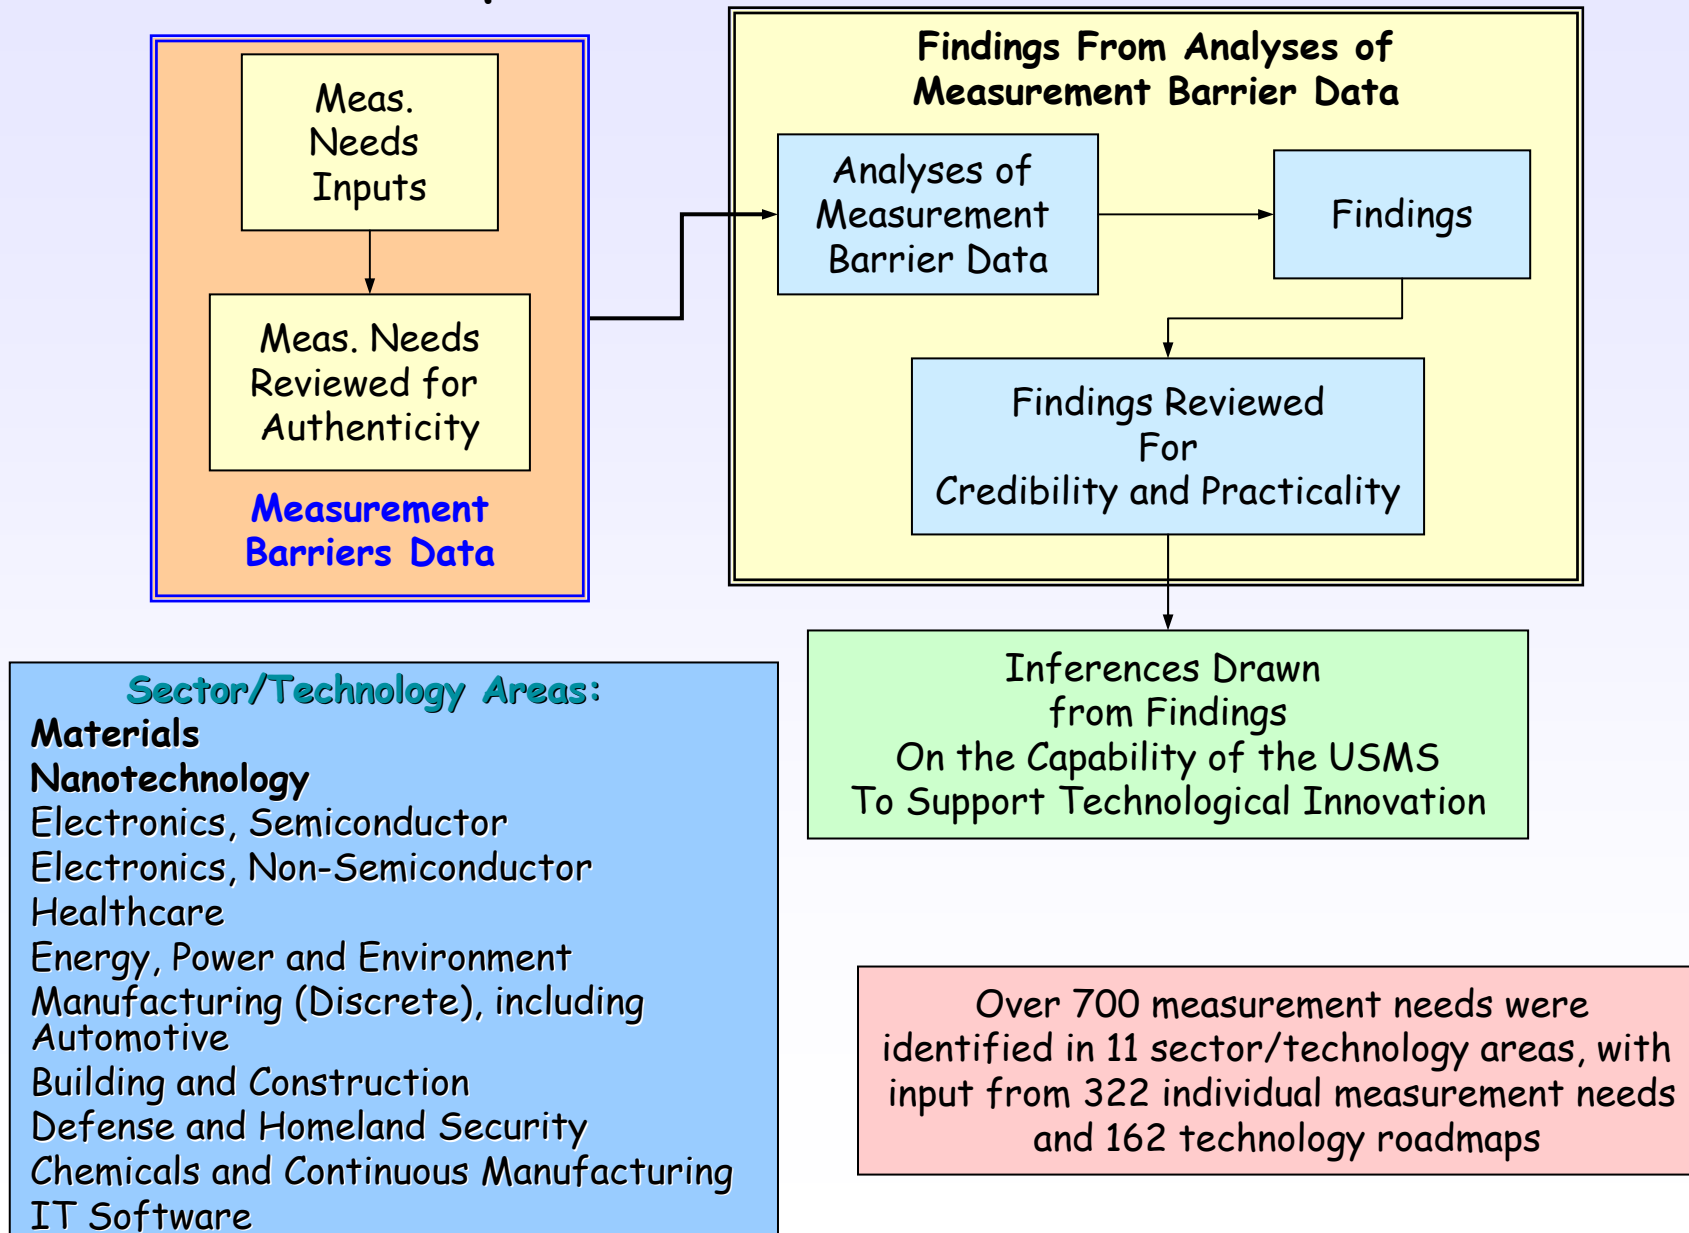 Meas.
Needs
Inputs
Meas. Needs
Reviewed for
Authenticity
Measurement
Barriers Data
Findings From Analyses of
Measurement Barrier Data
Analyses of
Measurement
Barrier Data
Findings
Findings Reviewed
For
Credibility and Practicality
Inferences Drawn
from Findings
On the Capability of the USMS
To Support Technological Innovation
Sector/Technology Areas:
Materials
Nanotechnology
Electronics, Semiconductor
Electronics, Non-Semiconductor
Healthcare
Energy, Power and Environment
Manufacturing (Discrete), including
Automotive
Building and Construction
Defense and Homeland Security
Chemicals and Continuous Manufacturing
IT Software
Over 700 measurement needs were
identified in 11 sector/technology areas, with
input from 322 individual measurement needs
and 162 technology roadmaps